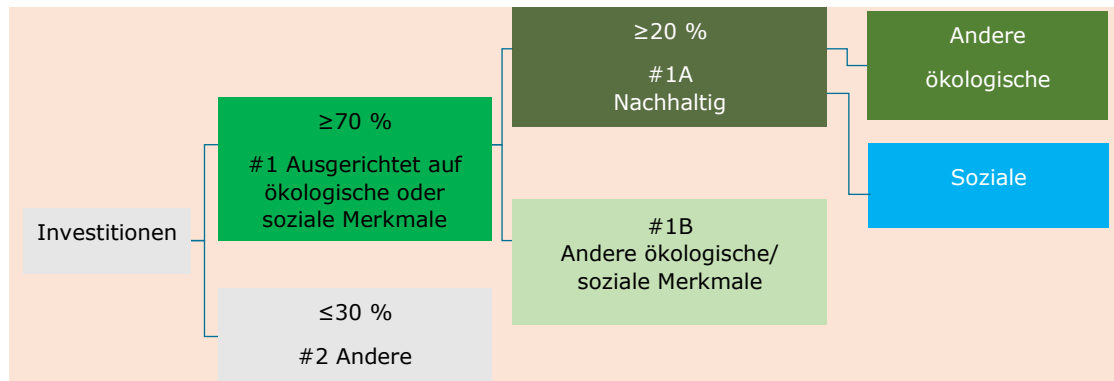 Investitionen
≥70 %
#1 Ausgerichtet auf
ökologische oder
soziale Merkmale
≤30 %
#2 Andere
≥20 %
#1A
Nachhaltig
#1B
Andere ökologische/
soziale Merkmale
Andere
ökologische
Soziale